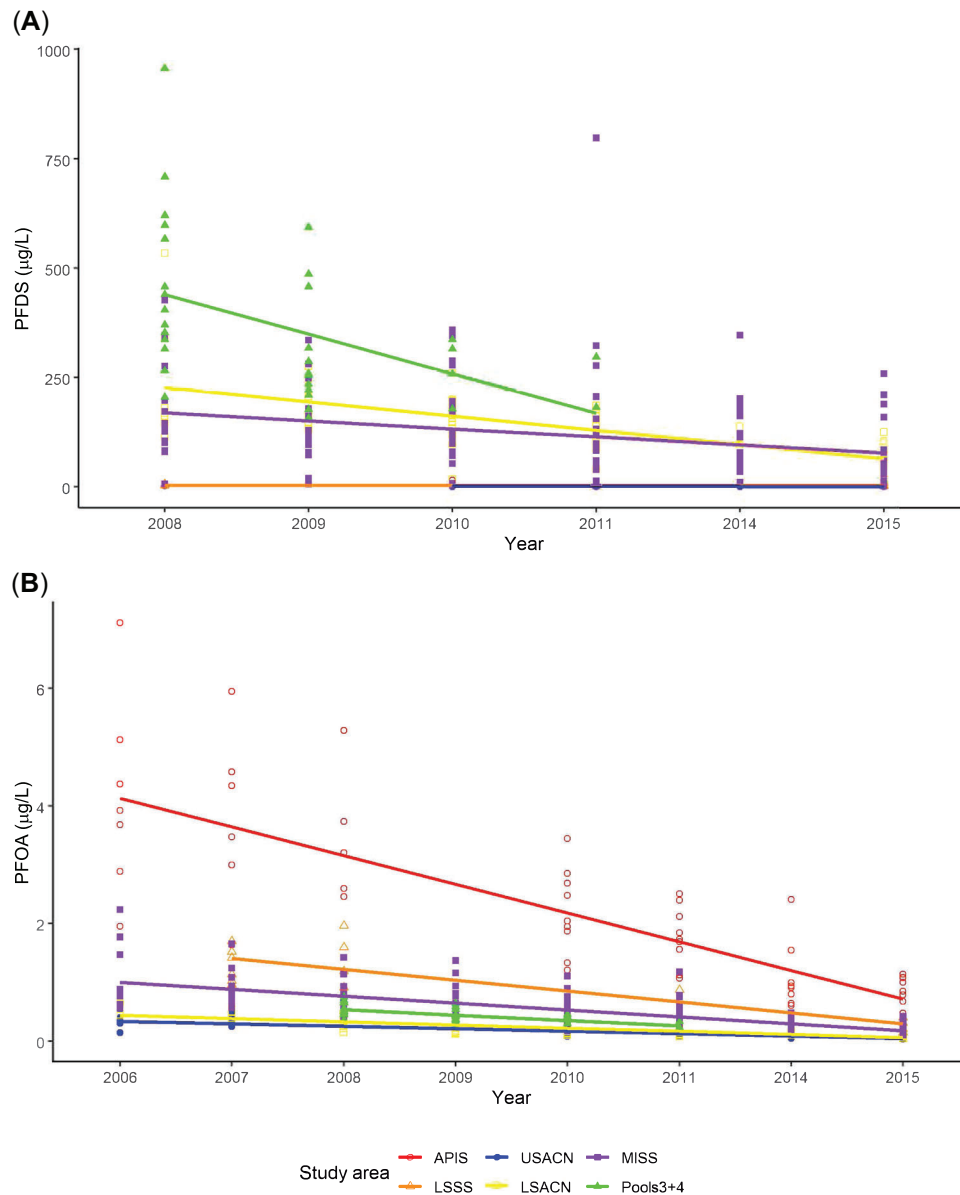 (A)
1000
750
500
250
0
PFDS (µg/L)
2008 2009 2010 2011 2014 2015
Year
(B)
6
4
2
0
PFOA (µg/L)
2006 2007 2008 2009 2010 2011 2014 2015
Year
Study area
APIS USACN MISS
LSSS LSACN Pools3+4